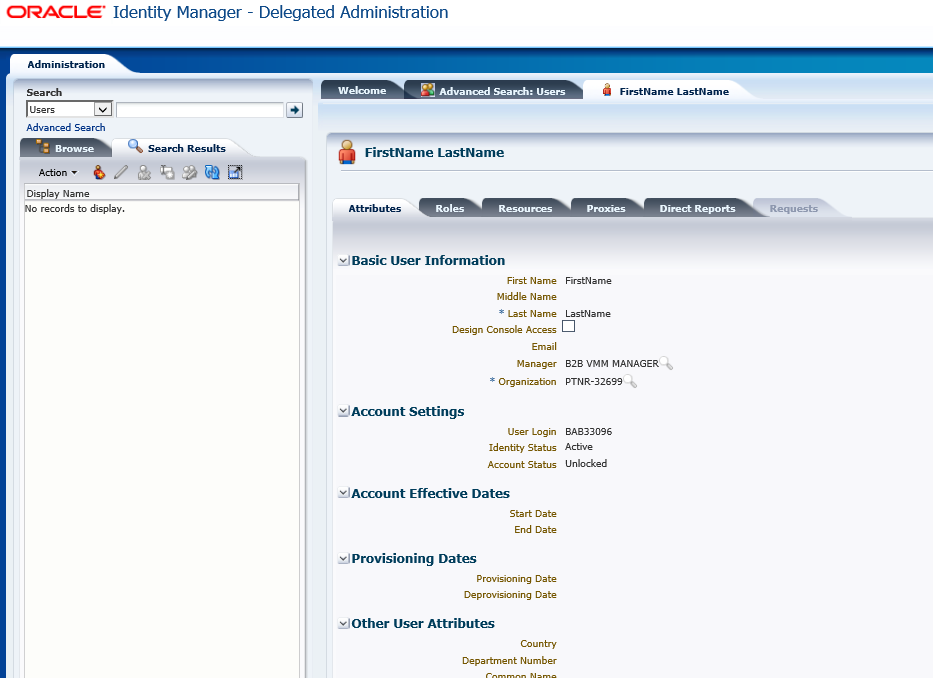 ORACLE Identity Manager - Delegated Administration
Administration
Search
Users
Advanced Search
Browse
Search Results
Action
Display Name
No records to display.
Welcome
Advanced Search: Users
FirstName LastName
FirstName LastName
Attributes
Roles
Resources
Proxies
Direct Reports
Requests
Basic User Information
First Name FirstName
Middle Name
* Last Name LastName
Design Console Access
Email
Manager B2B VMM MANAGER
* Organization PTNR-32699
Account Settings
User Login BAB33096
Identity Status Active
Account Status Unlocked
Account Effective Dates
Start Date
End Date
Provisioning Dates
Provisioning Date
Deprovisioning Date
Other User Attributes
Country
Department Number
Common Name